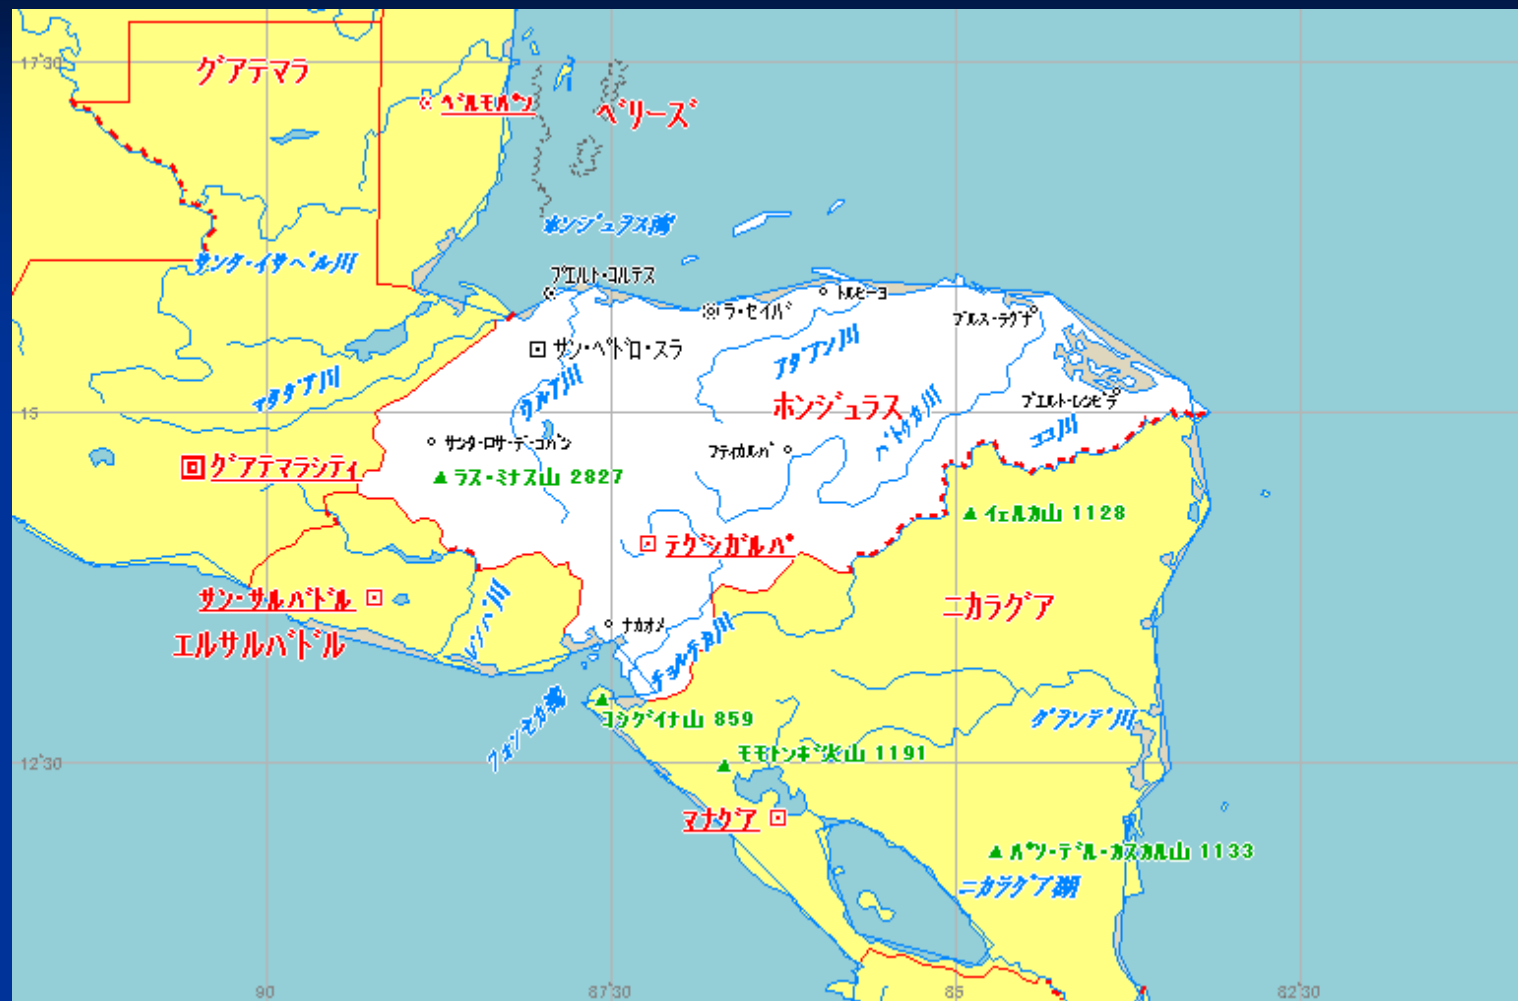 17°30
グアテマラ
ベルモパン
ベリーズ
ホンジュラス湾
サンタ・イサベル川
プエルト・コルテス
ラ・セイバ
トルヒーヨ
ブルス・ラグナ
サン・ペドロ・スラ
アグアン川
マタグア川
ウルア川
ホンジュラス
パトゥカ川
プエルト・レンピラ
15
サンタ・ロサ・デ・コパン
フティカルパ
ココ川
グアテマラシティ
ラス・ミナス山 2827
イェルカ山 1128
テグシガルパ
サン・サルバドル
レンパ川
ニカラグア
エルサルバドル
ナカオメ
チョルテカ川
フォンセカ湾
コシグイナ山 859
グランデ川
12°30
モモトンボ火山 1191
マナグア
パウ・デル・カスカル山 1133
ニカラグア湖
90
87°30
85
82°30